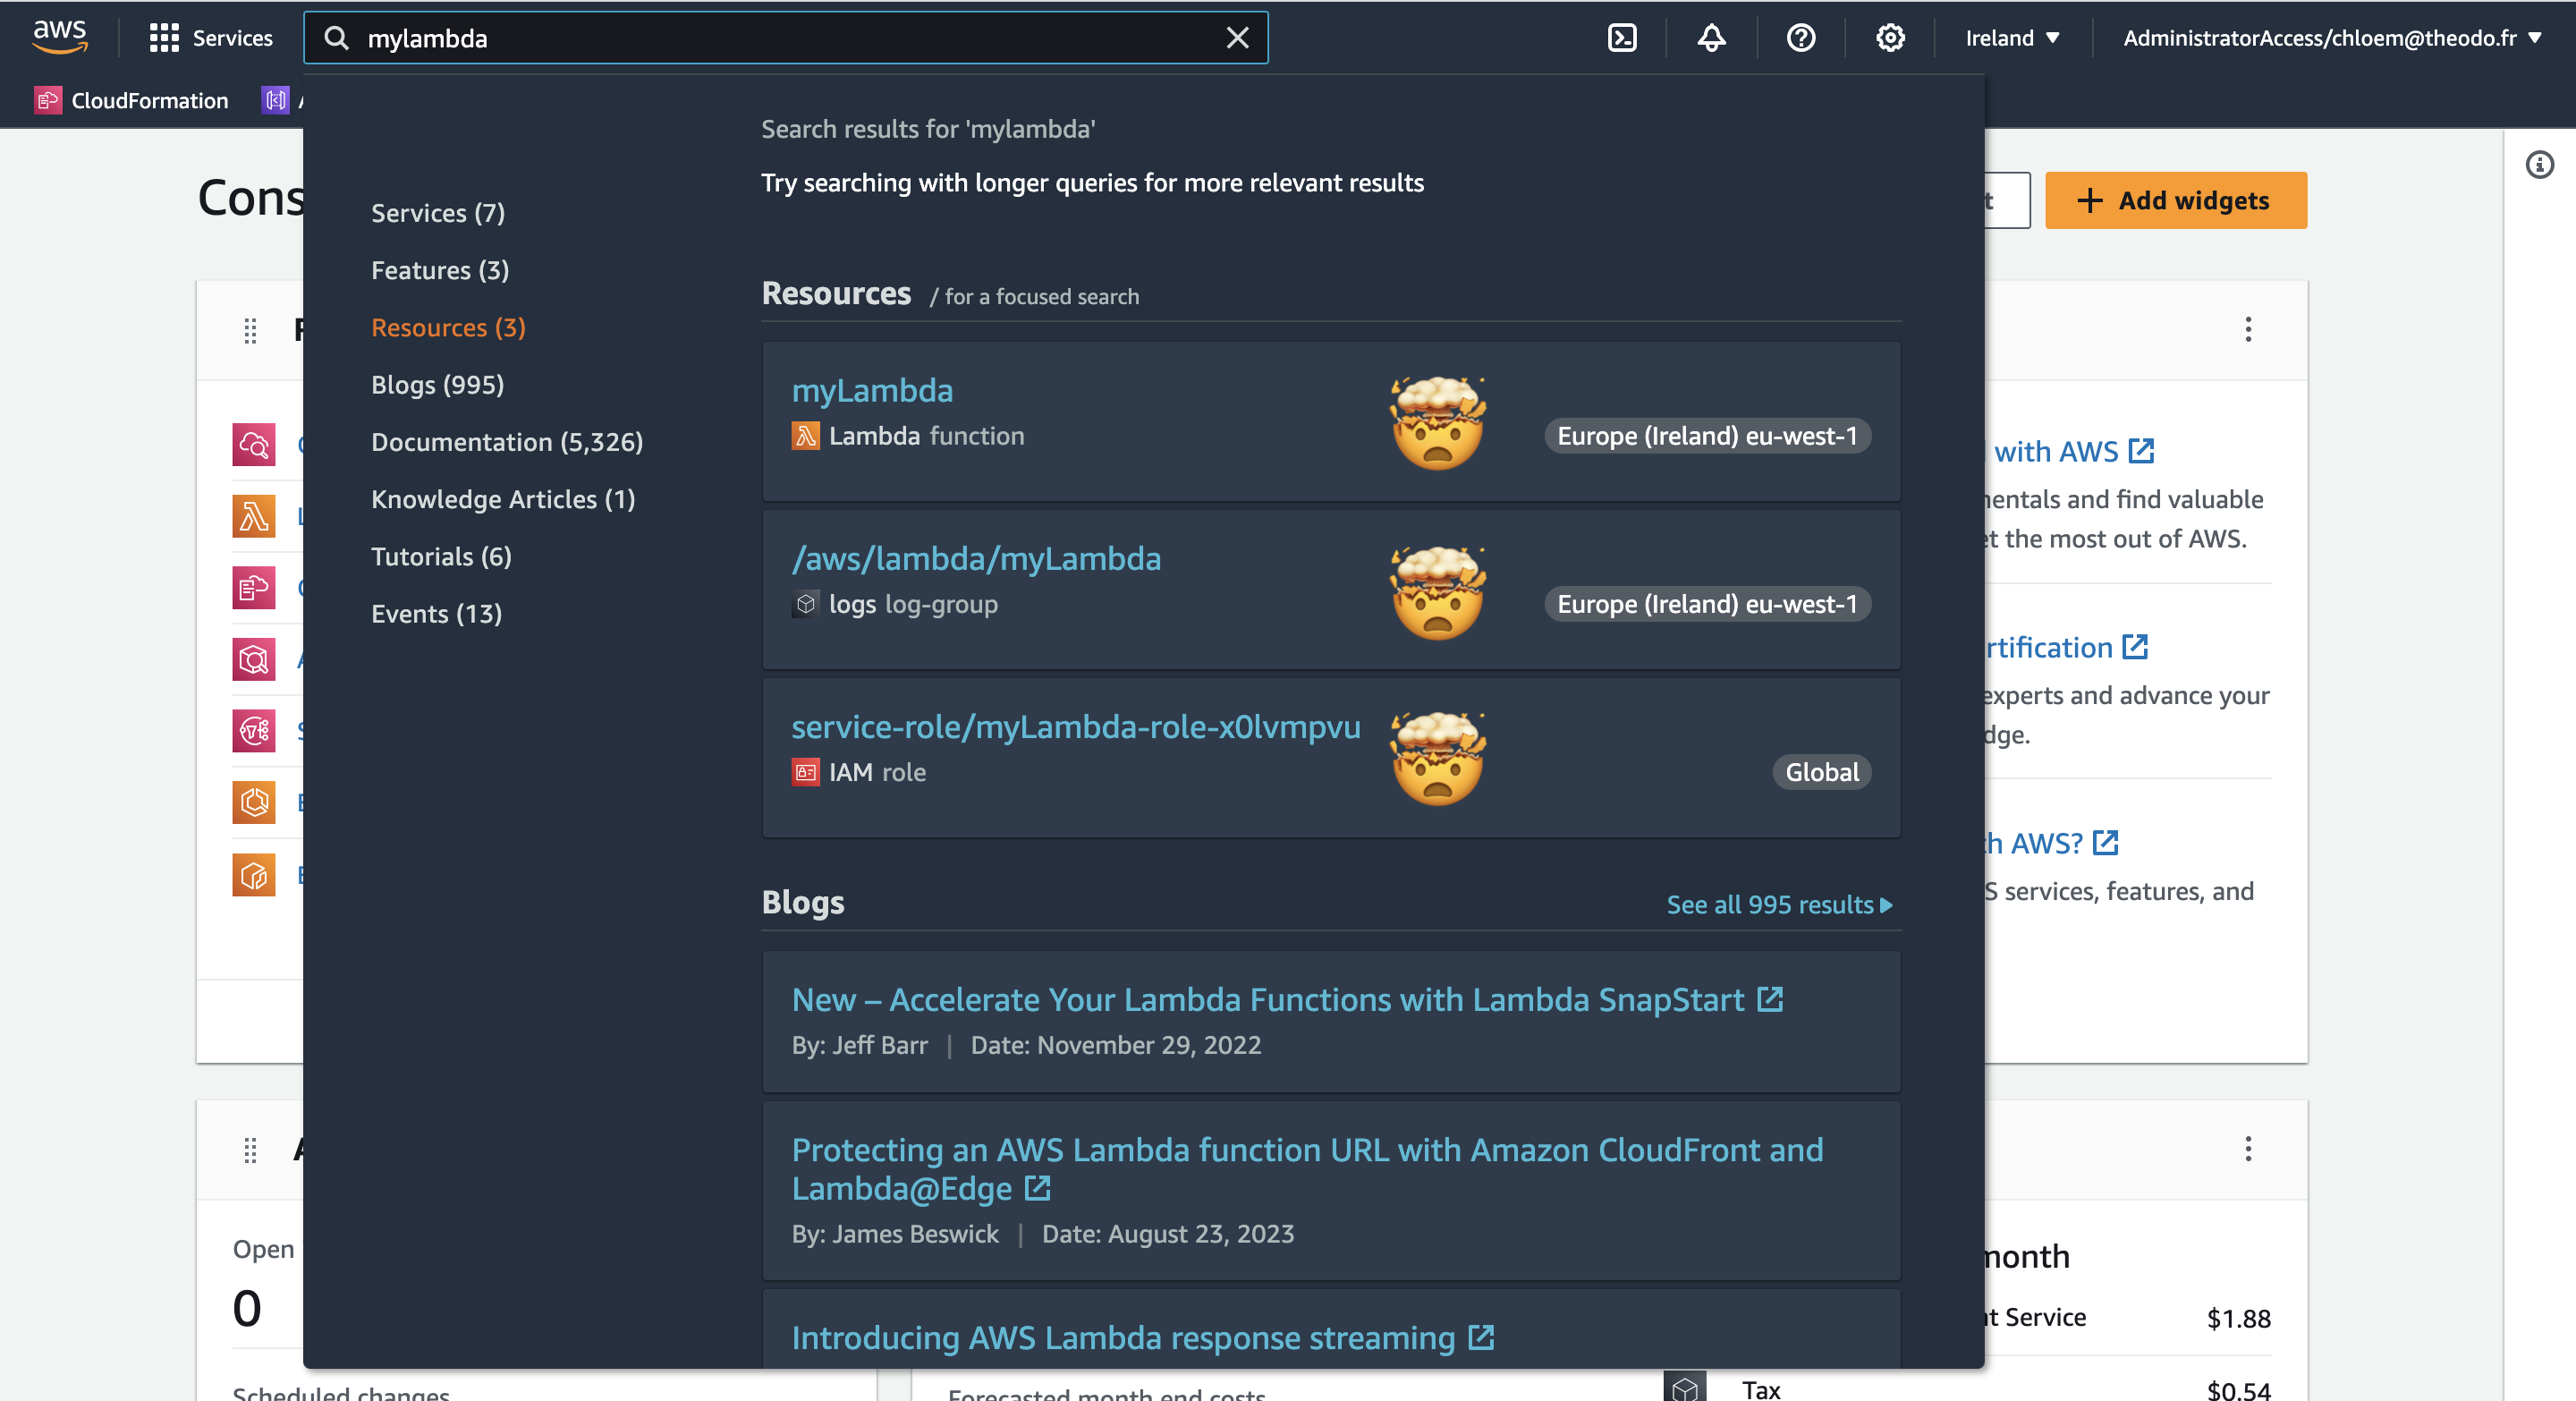 aws
Services
mylambda
Ireland
AdministratorAccess/chloem@theodo.fr
CloudFormation
Search results for 'mylambda'
Try searching with longer queries for more relevant results
Cons
Add widgets
Services (7)
Features (3)
Resources (3)
Blogs (995)
Documentation (5,326)
Knowledge Articles (1)
Tutorials (6)
Events (13)
Resources / for a focused search
myLambda
Lambda function
Europe (Ireland) eu-west-1
/aws/lambda/myLambda
logs log-group
Europe (Ireland) eu-west-1
service-role/myLambda-role-x0lvmpvu
IAM role
Global
Blogs
See all 995 results
New – Accelerate Your Lambda Functions with Lambda SnapStart
By: Jeff Barr | Date: November 29, 2022
Protecting an AWS Lambda function URL with Amazon CloudFront and
Lambda@Edge
By: James Beswick | Date: August 23, 2023
Introducing AWS Lambda response streaming
with AWS
mentals and find valuable
et the most out of AWS.
rtification
experts and advance your
dge.
ch AWS?
S services, features, and
Open
0
Scheduled changes
Forecasted month end costs
month
nt Service $1.88
Tax $0.54